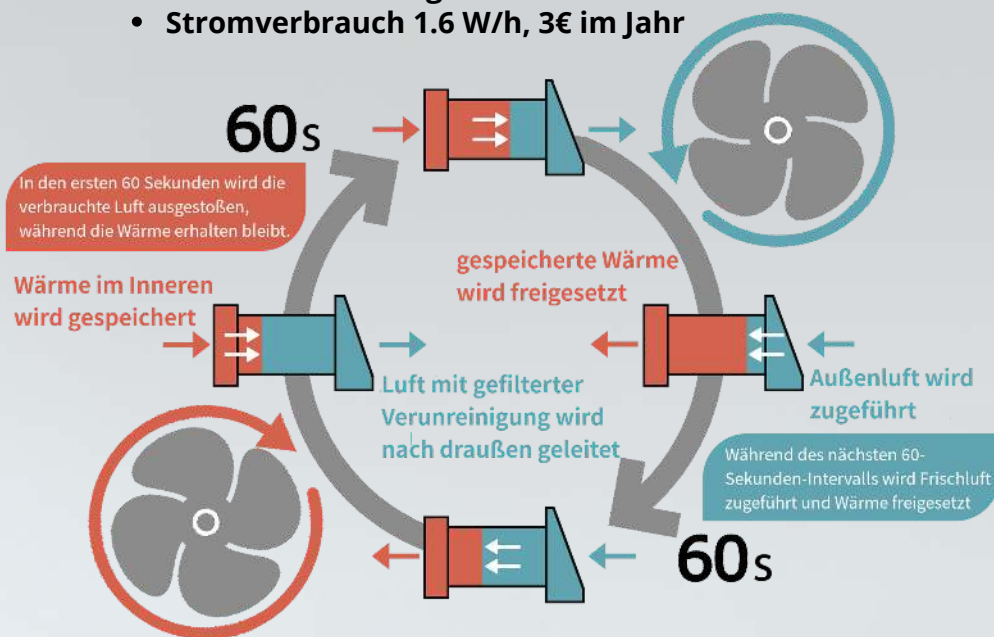 • Stromverbrauch 1.6 W/h, 3€ im Jahr
60s
In den ersten 60 Sekunden wird die
verbrauchte Luft ausgestoßen,
während die Wärme erhalten bleibt.
Wärme im Inneren
wird gespeichert
gespeicherte Wärme
wird freigesetzt
Luft mit gefilterter
Verunreinigung wird
nach draußen geleitet
Außenluft wird
zugeführt
Während des nächsten 60-
Sekunden-Intervalls wird Frischluft
zugeführt und Wärme freigesetzt
60s